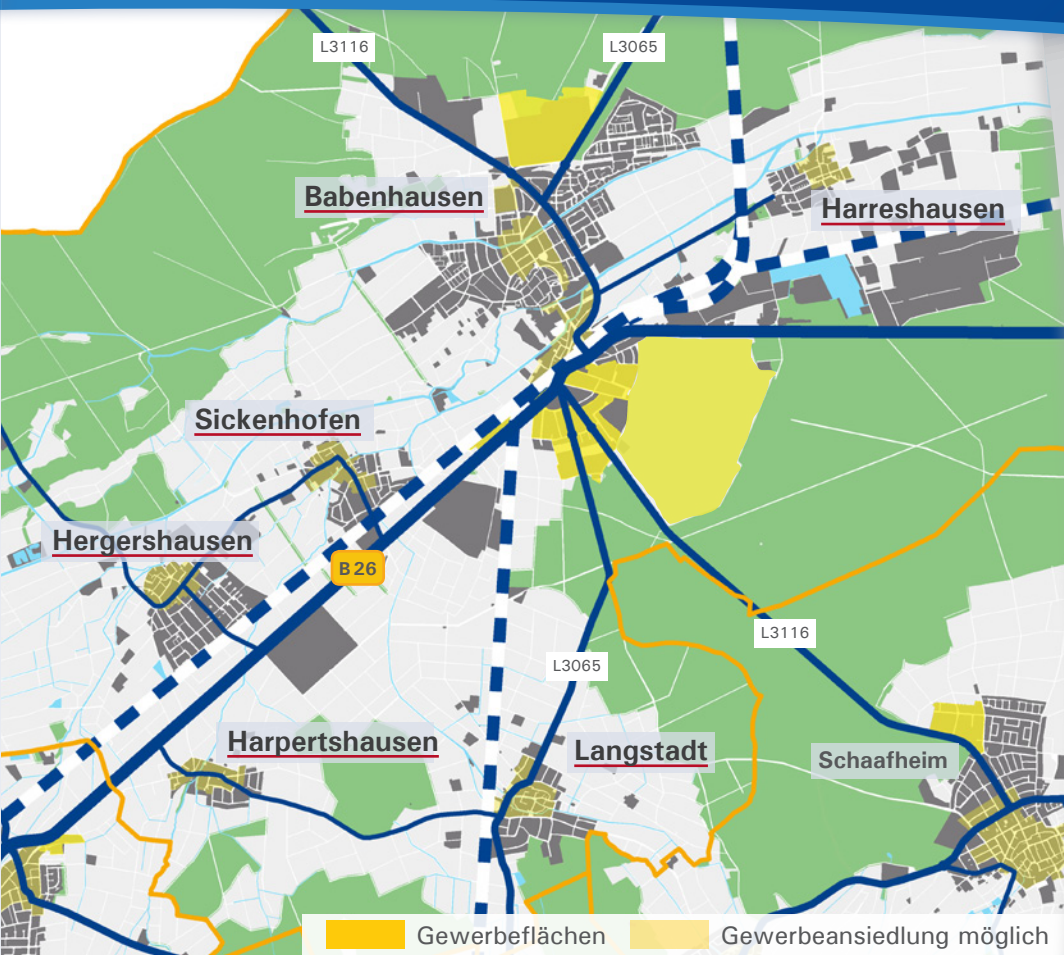 L3116
L3065
Babenhausen
Harreshausen
Sickenhofen
Hergershausen
B 26
L3116
L3065
Harpertshausen
Langstadt
Schaafheim
Gewerbeflächen
Gewerbeansiedlung möglich